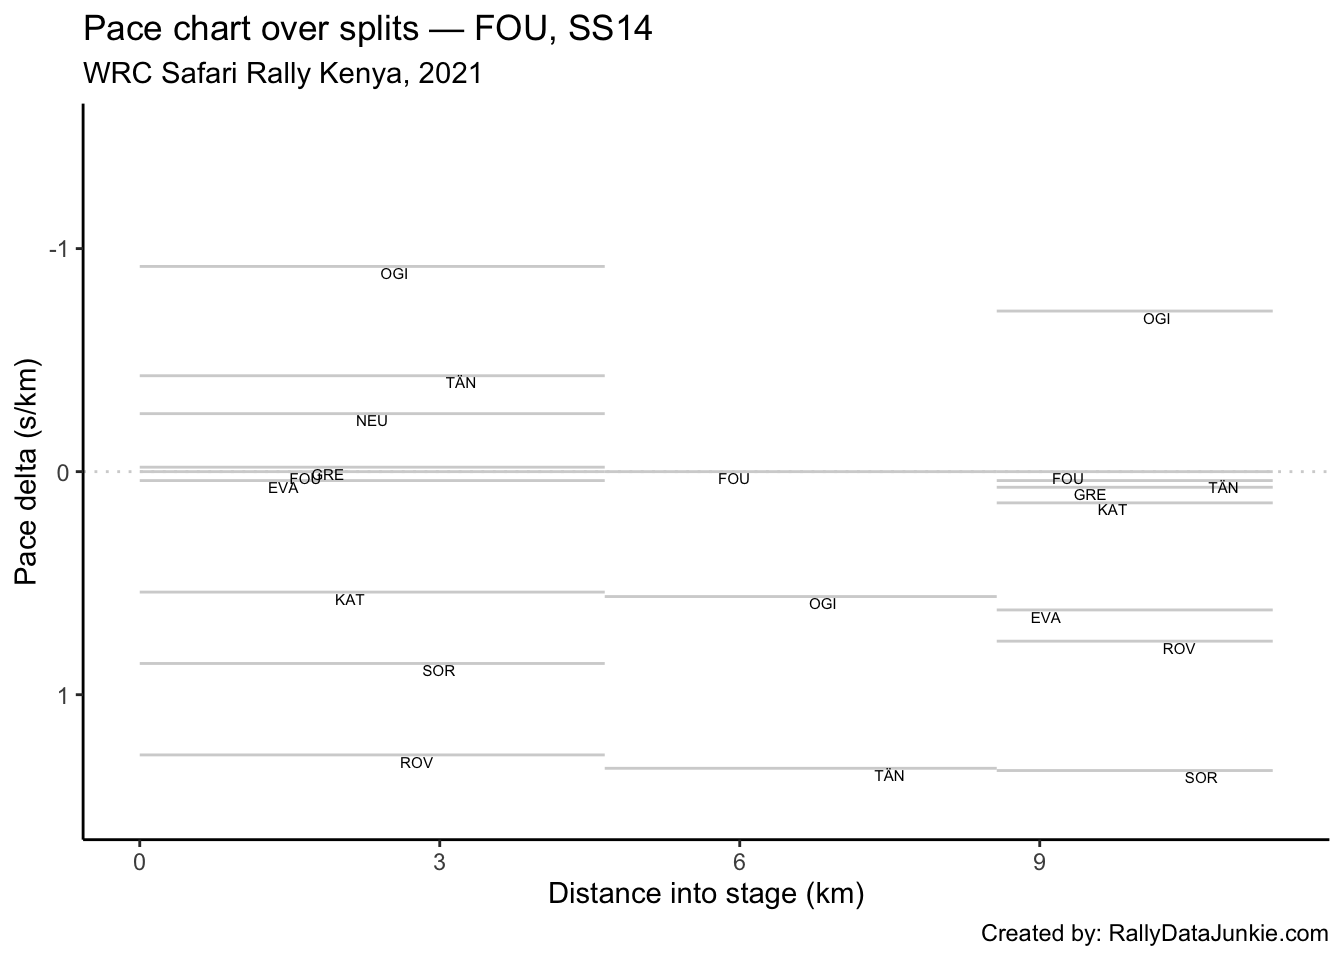 Pace chart over splits — FOU, SS14
WRC Safari Rally Kenya, 2021
Pace delta (s/km)
-1
0
1
OGI
TÄN
NEU
GRE
FOU
EVA
KAT
SOR
ROV
FOU
OGI
TÄN
OGI
FOU
TÄN
GRE
KAT
EVA
ROV
SOR
0 3 6 9
Distance into stage (km)
Created by: RallyDataJunkie.com